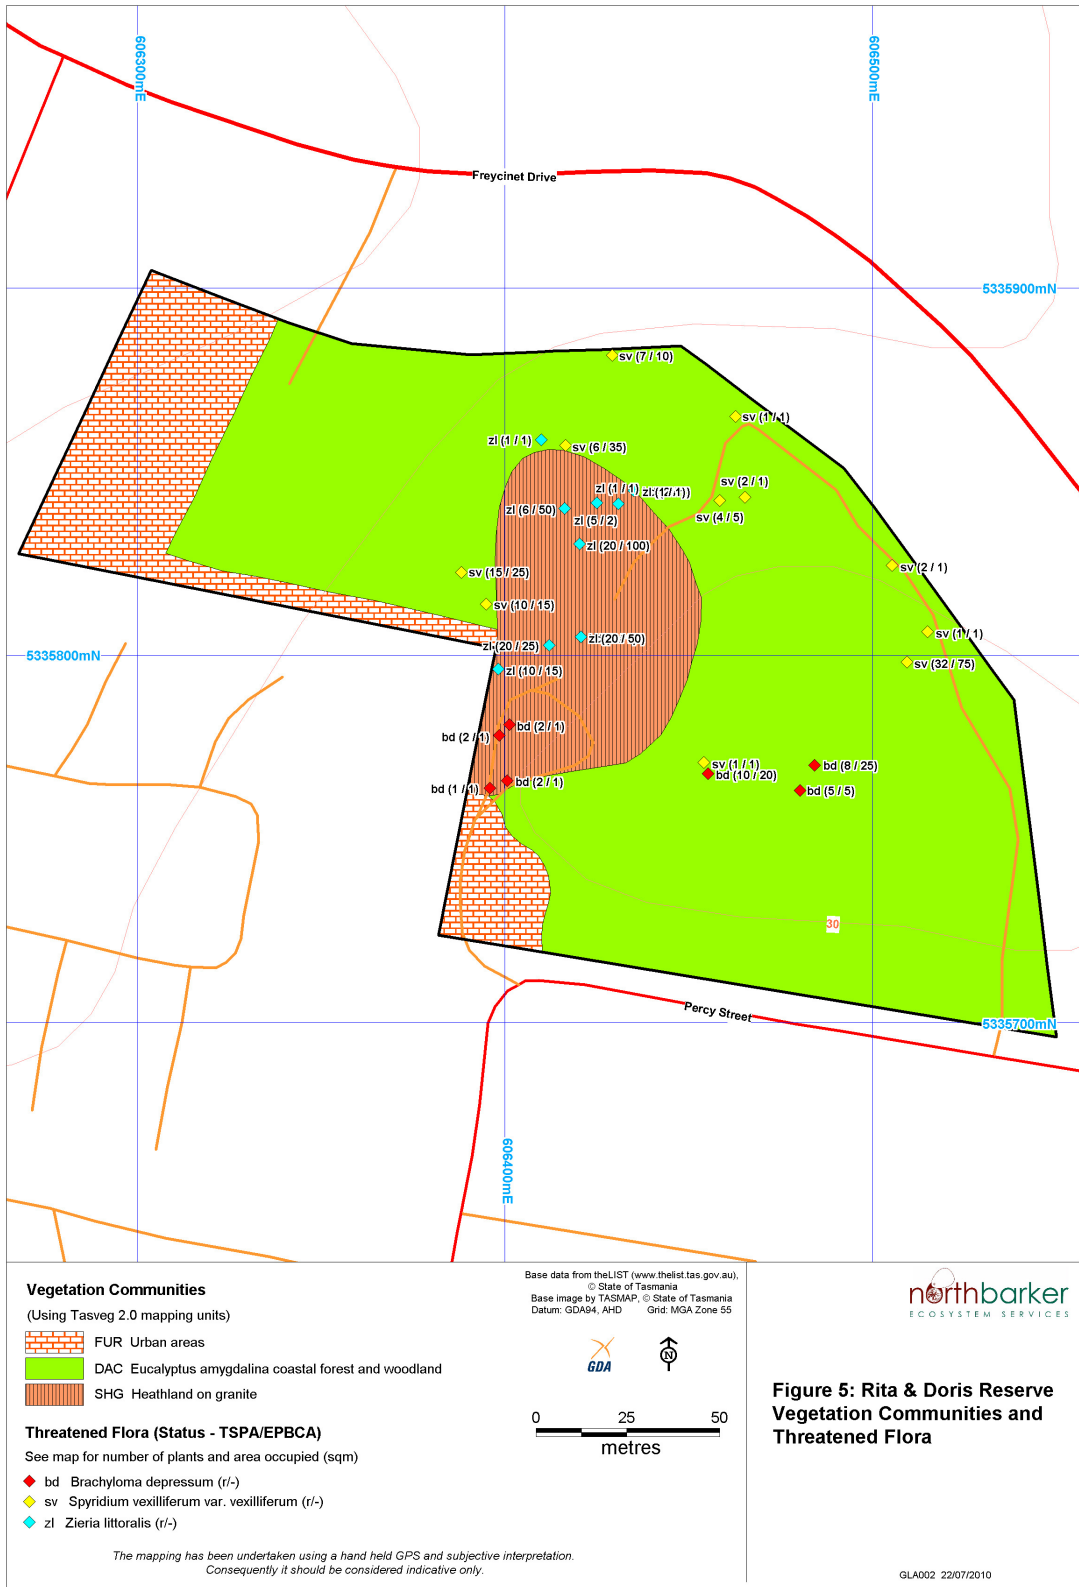 606300mE
606500mE
Freycinet Drive
5335900mN
sv (7 / 10)
sv (1 / 1)
zl (1 / 1)
sv (6 / 35)
sv (2 / 1)
zl (1 / 1)
zl (6 / 50)
zl (5 / 2)
sv (4 / 5)
zl (20 / 100)
sv (15 / 25)
sv (2 / 1)
sv (10 / 15)
sv (1 / 1)
zl (20 / 50)
zl (20 / 25)
5335800mN
sv (32 / 75)
zl (10 / 15)
bd (2 / 1)
bd (2 / 1)
sv (1 / 1)
bd (8 / 25)
bd (10 / 20)
bd (2 / 1)
bd (1 / 1)
bd (5 / 5)
30
Percy Street
5335700mN
606400mE
Vegetation Communities
(Using Tasveg 2.0 mapping units)
FUR Urban areas
DAC Eucalyptus amygdalina coastal forest and woodland
SHG Heathland on granite
Threatened Flora (Status - TSPA/EPBCA)
See map for number of plants and area occupied (sqm)
bd Brachyloma depressum (r/-)
sv Spyridium vexilliferum var. vexilliferum (r/-)
zl Zieria littoralis (r/-)
The mapping has been undertaken using a hand held GPS and subjective interpretation.
Consequently it should be considered indicative only.
Base data from theLIST (www.thelist.tas.gov.au),
© State of Tasmania
Base image by TASMAP, © State of Tasmania
Datum: GDA94, AHD Grid: MGA Zone 55
GDA
N
0 25 50
metres
northbarker
ECOSYSTEM SERVICES
Figure 5: Rita & Doris Reserve
Vegetation Communities and
Threatened Flora
GLA002 22/07/2010